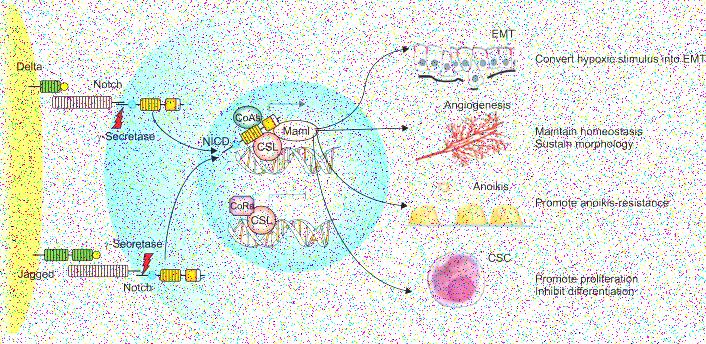 EMT
Convert hypoxic stimulus into EMT
Delta
Notch
Secretase
NICD
CoAs
Maml
CSL
Angiogenesis
Maintain homeostasis
Sustain morphology
Anoikis
Promote anoikis-resistance
CoRs
CSL
Secretase
Jagged
Notch
CSC
Promote proliferation
Inhibit differentiation